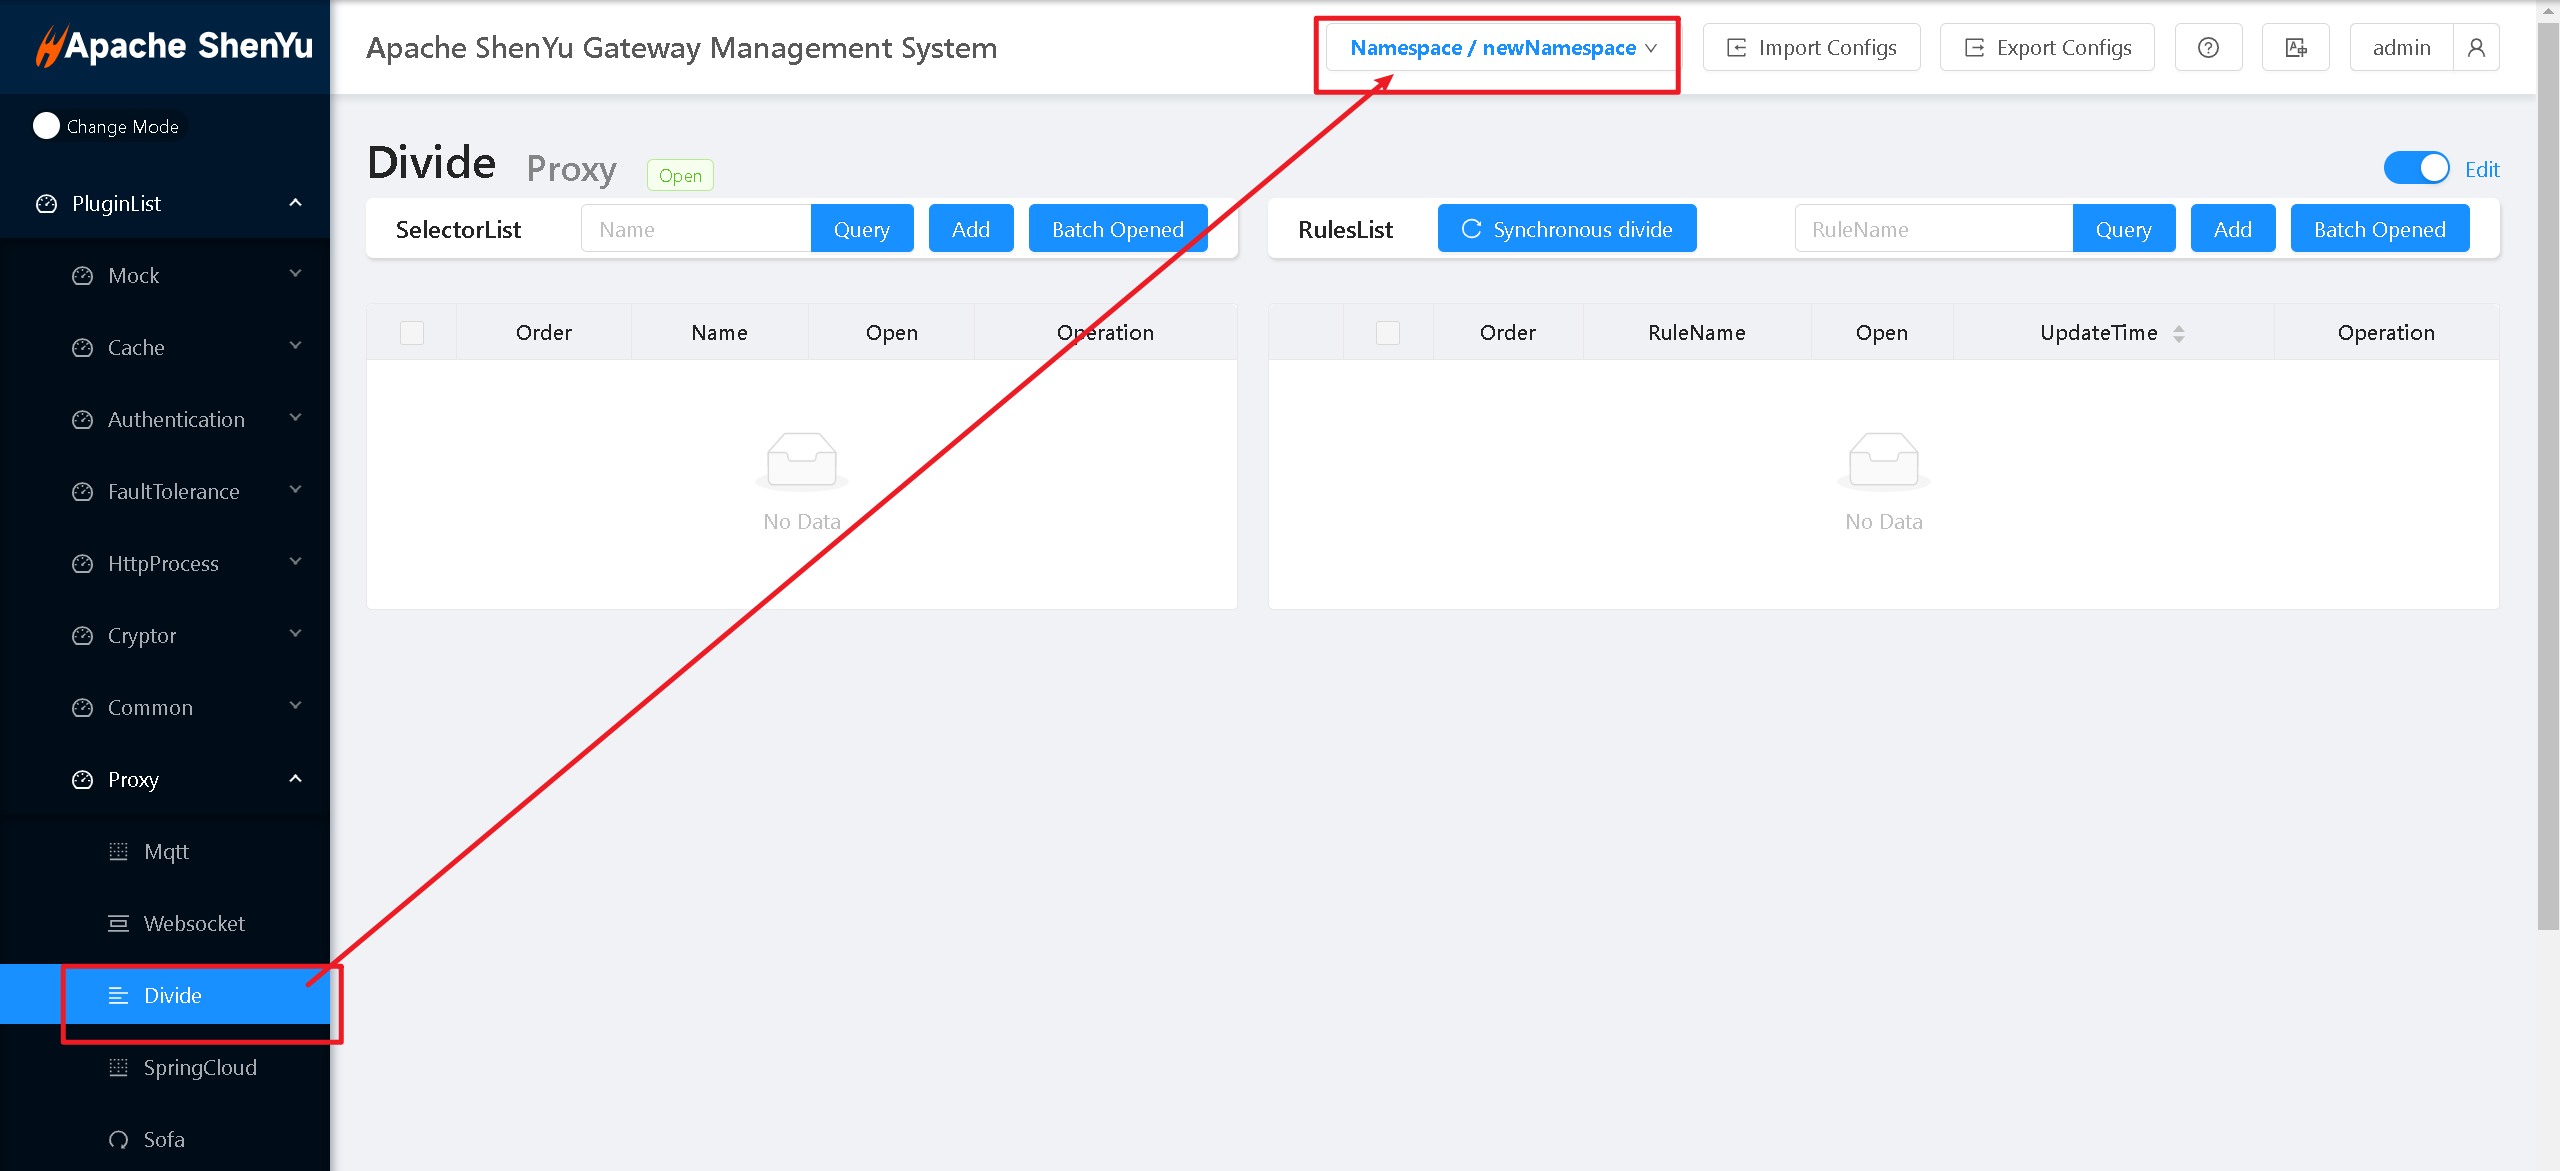 Apache ShenYu
Apache ShenYu Gateway Management System
Namespace / newNamespace
Import Configs
Export Configs
admin
Change Mode
PluginList
Mock
Cache
Authentication
FaultTolerance
HttpProcess
Cryptor
Common
Proxy
Mqtt
Websocket
Divide
SpringCloud
Sofa
Divide Proxy Open
Edit
SelectorList Name Query Add Batch Opened
Order Name Open Operation
No Data
RulesList Synchronous divide RuleName Query Add Batch Opened
Order RuleName Open UpdateTime Operation
No Data